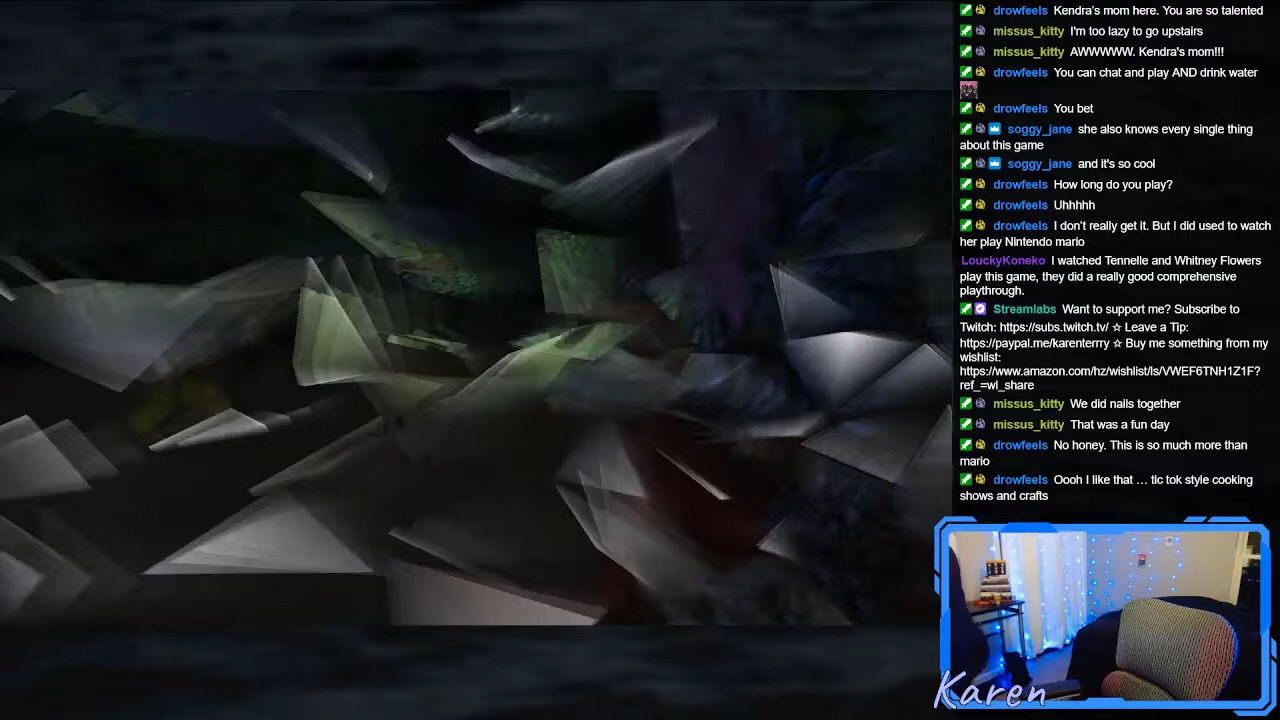 drowfeels Kendra's mom here. You are so talented
missus_kitty I'm too lazy to go upstairs
missus_kitty AWWWWW. Kendra's mom!!!
drowfeels You can chat and play AND drink water
drowfeels You bet
soggy_jane she also knows every single thing
about this game
soggy_jane and it's so cool
drowfeels How long do you play?
drowfeels Uhhhhh
drowfeels I don't really get it. But I did used to watch
her play Nintendo mario
LouckyKoneko I watched Tennelle and Whitney Flowers
play this game, they did a really good comprehensive
playthrough.
Streamlabs Want to support me? Subscribe to
Twitch: https://subs.twitch.tv/ ☆ Leave a Tip:
https://paypal.me/karenterrry ☆ Buy me something from my
wishlist:
https://www.amazon.com/hz/wishlist/ls/VWEF6TNH1Z1F?
ref_=wl_share
missus_kitty We did nails together
missus_kitty That was a fun day
drowfeels No honey. This is so much more than
mario
drowfeels Oooh I like that … tic tok style cooking
shows and crafts
Karen